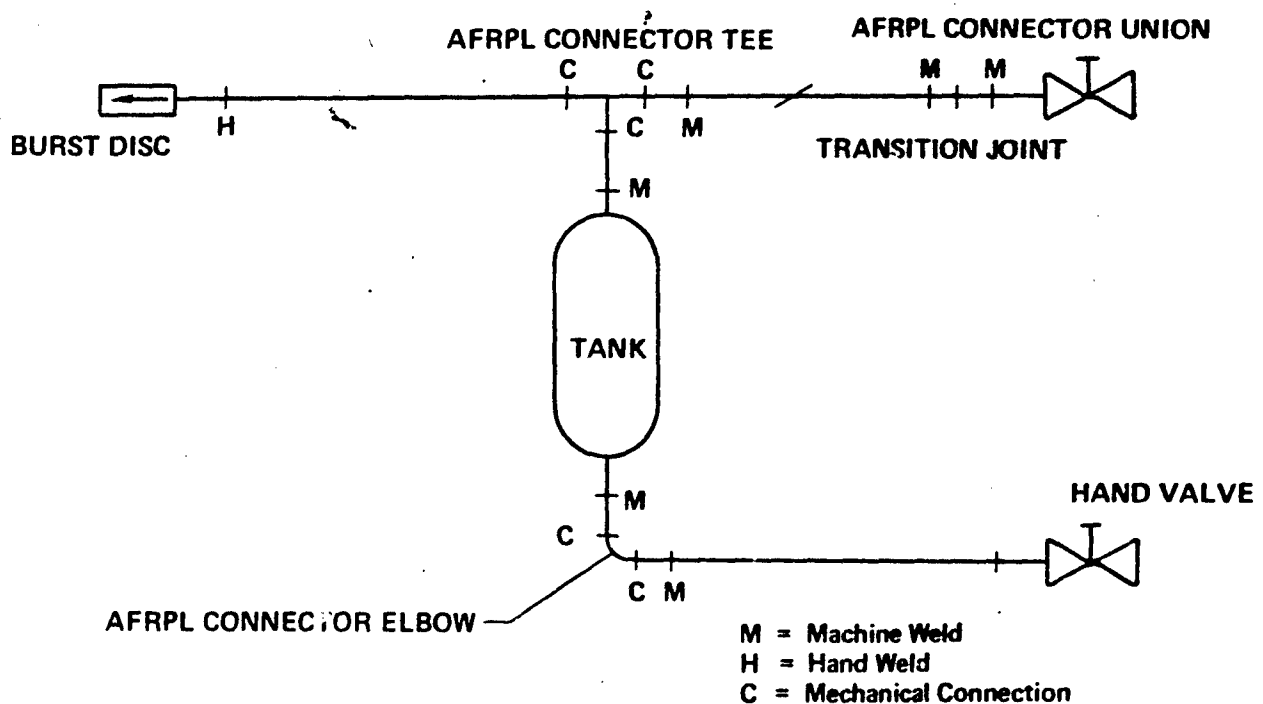 ?
AFRPL CONNECTOR TEE
AFRPL CONNECTOR UNION
C C M M
H C M
BURST DISC
TRANSITION JOINT
M
TANK
M
HAND VALVE
C
C M
AFRPL CONNECTOR ELBOW
M = Machine Weld
H = Hand Weld
C = Mechanical Connection